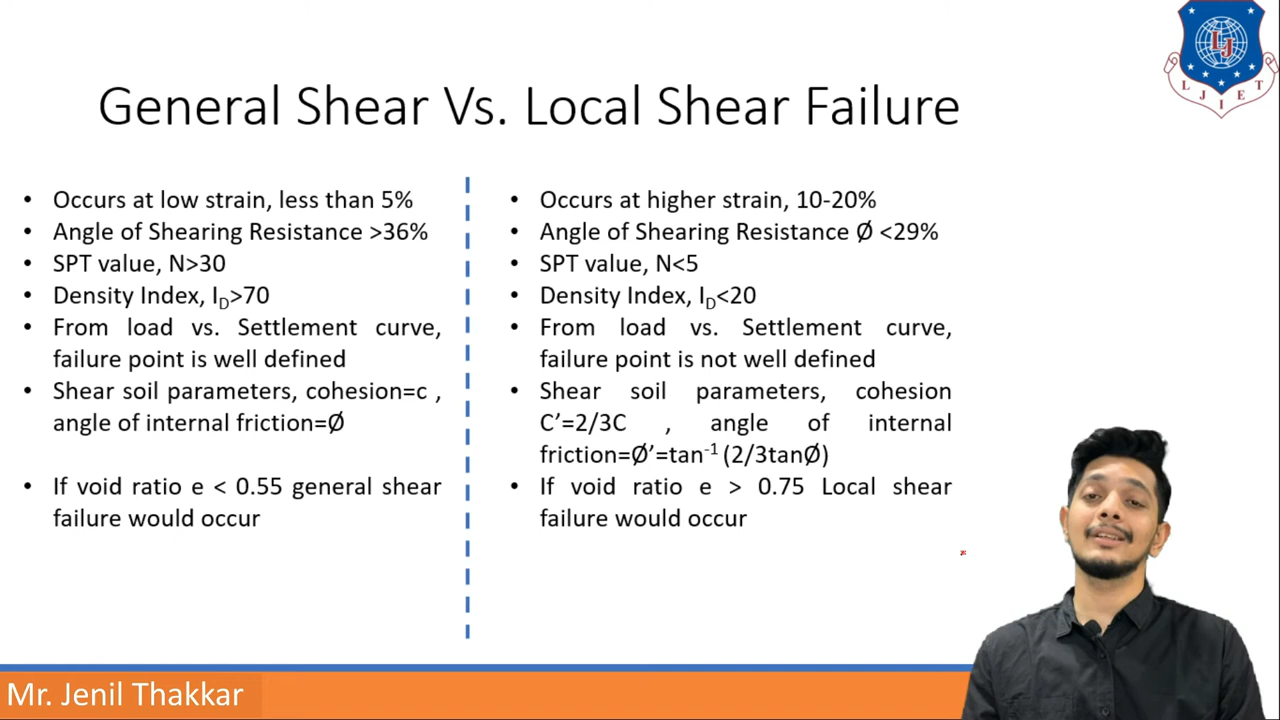 General Shear Vs. Local Shear Failure
• Occurs at low strain, less than 5%
• Angle of Shearing Resistance >36%
• SPT value, N>30
• Density Index, I_D>70
• From load vs. Settlement curve,
failure point is well defined
• Shear soil parameters, cohesion=c ,
angle of internal friction=Ø
• If void ratio e < 0.55 general shear
failure would occur
• Occurs at higher strain, 10-20%
• Angle of Shearing Resistance Ø <29%
• SPT value, N<5
• Density Index, I_D<20
• From load vs. Settlement curve,
failure point is not well defined
• Shear soil parameters, cohesion
C’=2/3C , angle of internal
friction=Ø’=tan⁻¹ (2/3tanØ)
• If void ratio e > 0.75 Local shear
failure would occur
LJ
LJIET
Mr. Jenil Thakkar